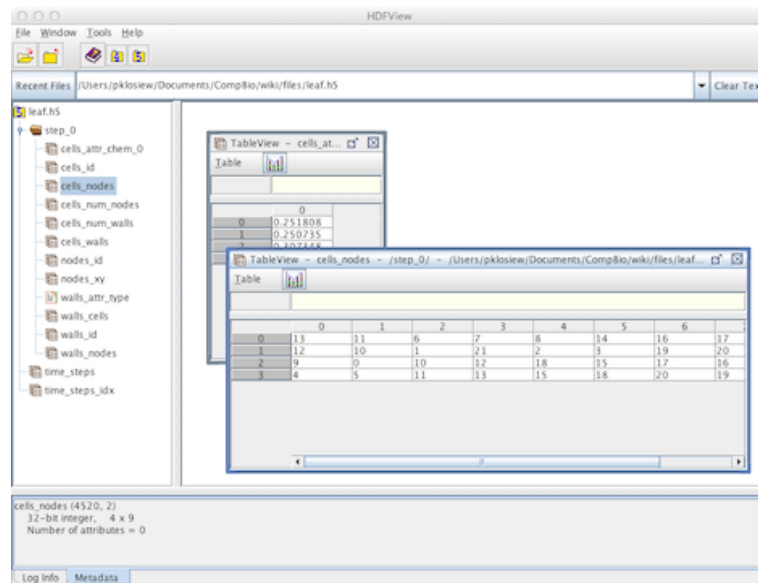 HDFView
File Window Tools Help
Recent Files /Users/pklosiew/Documents/CompBio/wiki/files/leaf.h5 Clear Tex
leaf.h5
step_0
cells_attr_chem_0
cells_id
cells_nodes
cells_num_nodes
cells_num_walls
cells_walls
nodes_id
nodes_xy
walls_attr_type
walls_cells
walls_id
walls_nodes
time_steps
time_steps_idx
TableView - cells_at...
Table
0
0 0.251808
1 0.250735
TableView - cells_nodes - /step_0/ - /Users/pklosiew/Documents/CompBio/wiki/files/leaf...
Table
0 1 2 3 4 5 6
0 13 11 6 7 8 14 16 17
1 12 10 1 21 2 3 19 20
2 9 0 10 12 18 15 17 16
3 4 5 11 13 15 18 20 19
cells_nodes (4520, 2)
32-bit integer, 4 x 9
Number of attributes = 0
Log Info Metadata